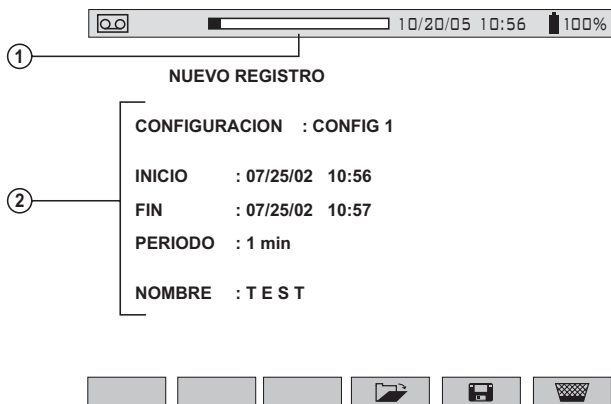 10/20/05 10:56 100%
1
NUEVO REGISTRO
CONFIGURACION : CONFIG 1
INICIO : 07/25/02 10:56
2
FIN : 07/25/02 10:57
PERIODO : 1 min
NOMBRE : T E S T